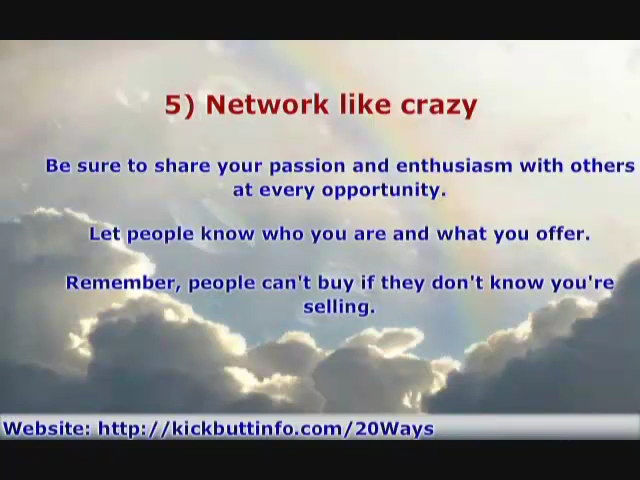 5) Network like crazy
Be sure to share your passion and enthusiasm with others
at every opportunity.
Let people know who you are and what you offer.
Remember, people can't buy if they don't know you're
selling.
Website: http://kickbuttinfo.com/20Ways